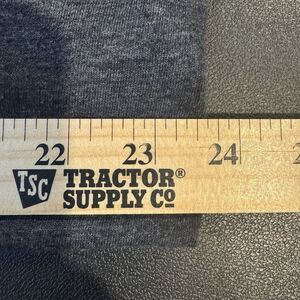 22 23 24
TSC TRACTOR®
SUPPLY CO